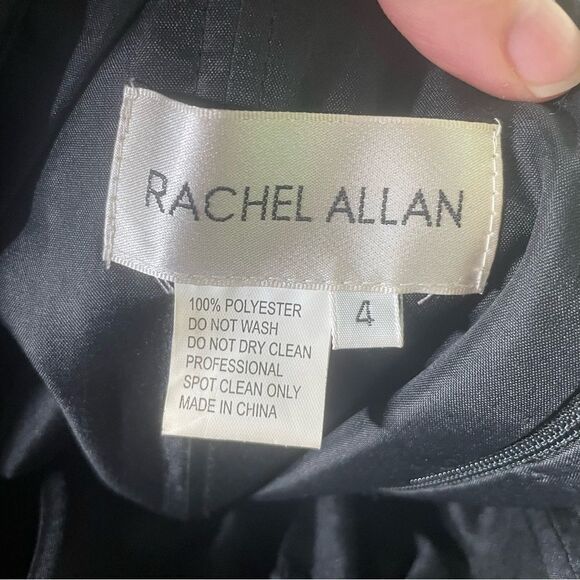 RACHEL ALLAN
100% POLYESTER
DO NOT WASH
DO NOT DRY CLEAN
PROFESSIONAL
SPOT CLEAN ONLY
MADE IN CHINA
4